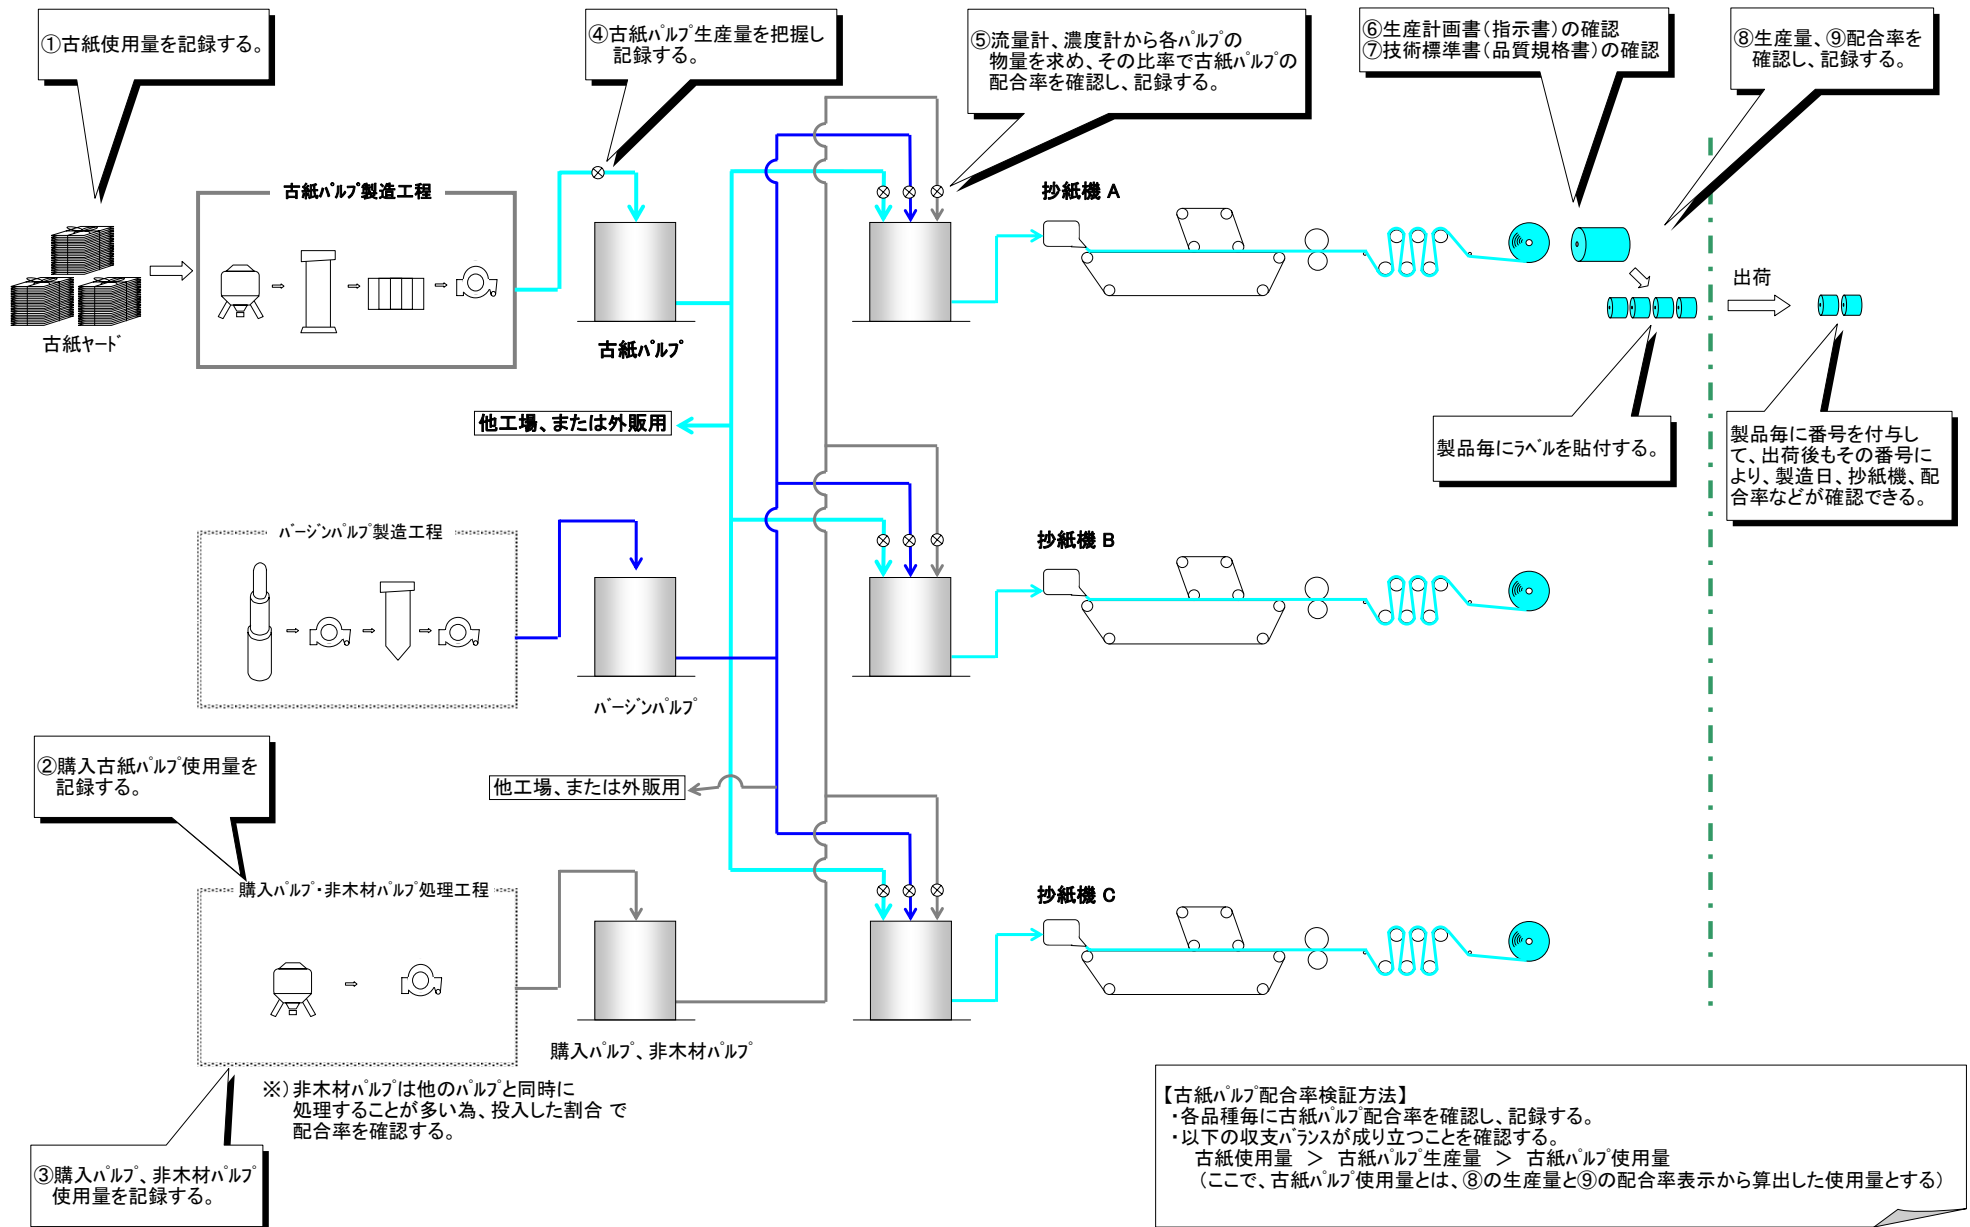 ①古紙使用量を記録する。
④古紙ﾊﾟﾙﾌﾟ生産量を把握し
記録する。
⑤流量計、濃度計から各ﾊﾟﾙﾌﾟの
物量を求め、その比率で古紙ﾊﾟﾙﾌﾟの
配合率を確認し、記録する。
⑥生産計画書(指示書)の確認
⑦技術標準書(品質規格書)の確認
⑧生産量、⑨配合率を
確認し、記録する。
古紙ﾊﾟﾙﾌﾟ製造工程
抄紙機 A
古紙ﾔｰﾄﾞ
古紙ﾊﾟﾙﾌﾟ
出荷
他工場、または外販用
製品毎にﾗﾍﾞﾙを貼付する。
製品毎に番号を付与し
て、出荷後もその番号に
より、製造日、抄紙機、配
合率などが確認できる。
ﾊﾞｰｼﾞﾝﾊﾟﾙﾌﾟ製造工程
抄紙機 B
ﾊﾞｰｼﾞﾝﾊﾟﾙﾌﾟ
②購入古紙ﾊﾟﾙﾌﾟ使用量を
記録する。
他工場、または外販用
購入ﾊﾟﾙﾌﾟ・非木材ﾊﾟﾙﾌﾟ処理工程
抄紙機 C
購入ﾊﾟﾙﾌﾟ、非木材ﾊﾟﾙﾌﾟ
※)非木材ﾊﾟﾙﾌﾟは他のﾊﾟﾙﾌﾟと同時に
処理することが多い為、投入した割合 で
配合率を確認する。
③購入ﾊﾟﾙﾌﾟ、非木材ﾊﾟﾙﾌﾟ
使用量を記録する。
【古紙ﾊﾟﾙﾌﾟ配合率検証方法】
・各品種毎に古紙ﾊﾟﾙﾌﾟ配合率を確認し、記録する。
・以下の収支ﾊﾞﾗﾝｽが成り立つことを確認する。
古紙使用量 ＞ 古紙ﾊﾟﾙﾌﾟ生産量 ＞ 古紙ﾊﾟﾙﾌﾟ使用量
(ここで、古紙ﾊﾟﾙﾌﾟ使用量とは、⑧の生産量と⑨の配合率表示から算出した使用量とする)